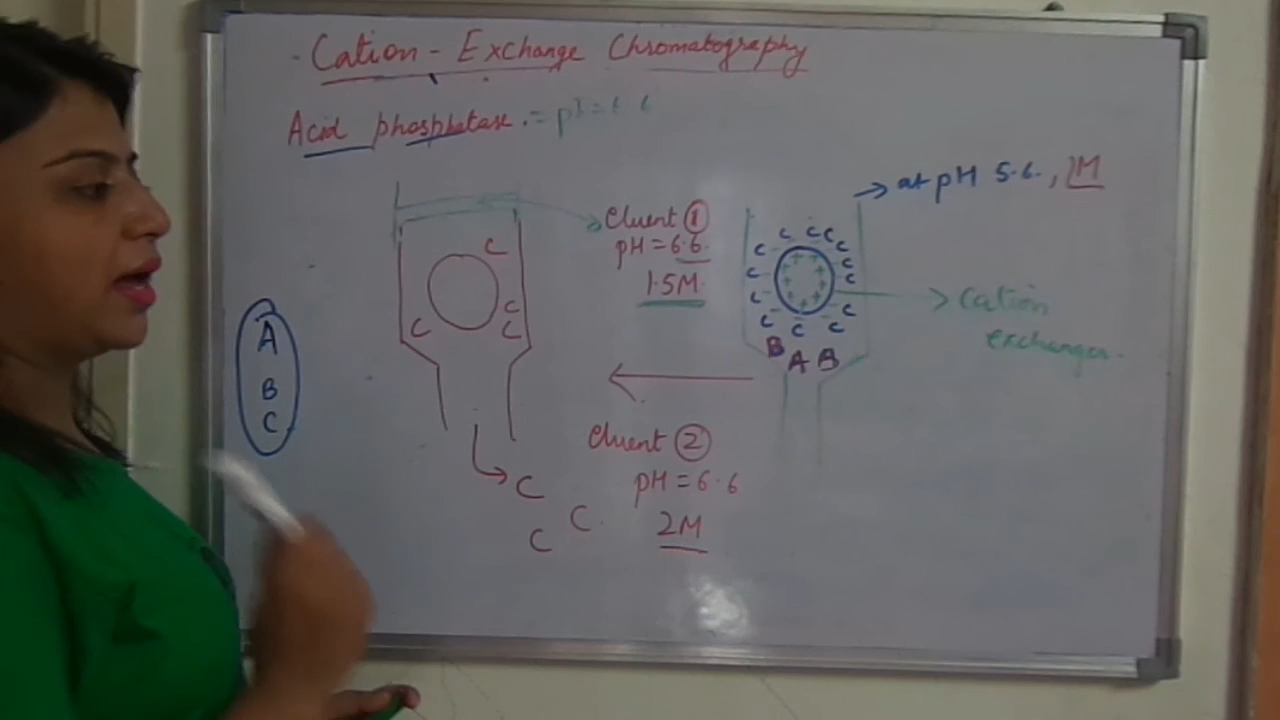 Cation - Exchange Chromatography
Acid phosphatase. = pI = 6.6
→ at pH 5.6., 1M
Eluent ①
pH = 6.6.
1.5M
C
C
C
C
A
B
C
C C C C C C C C C C C C C C
+ + + + + + + + +
B A B
Cation
exchanger.
Eluent ②
pH = 6.6
2M
C
C.
C